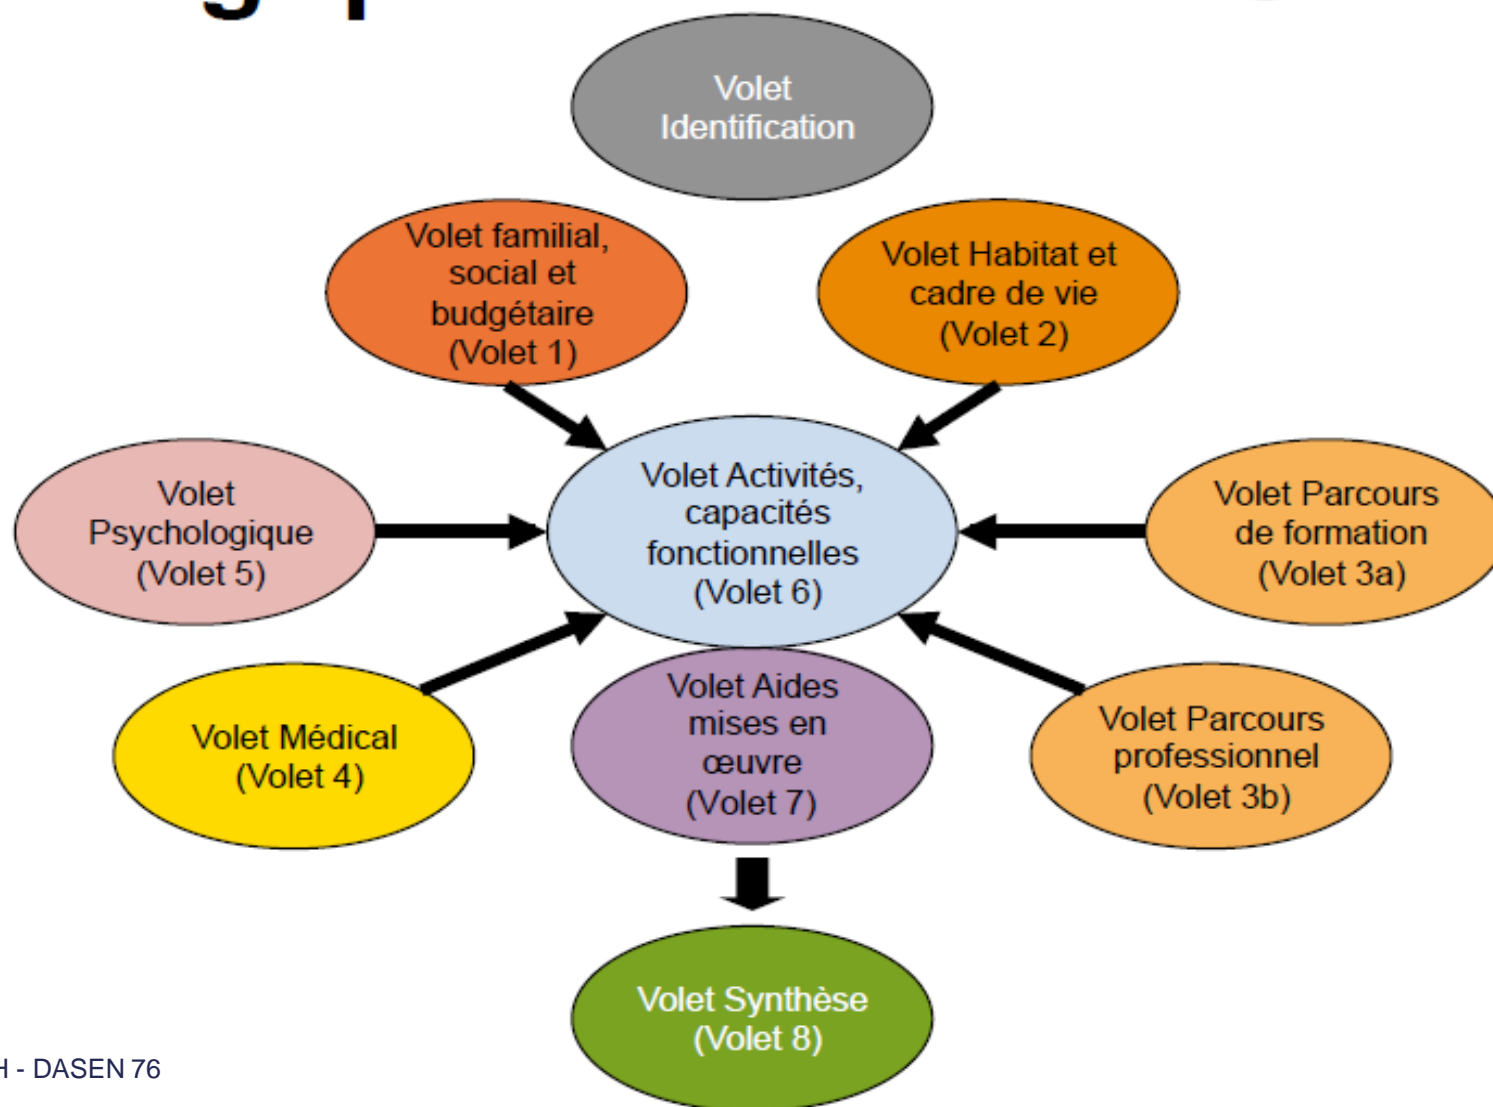 Volet
Identification
Volet familial,
social et
budgétaire
(Volet 1)
Volet Habitat et
cadre de vie
(Volet 2)
Volet
Psychologique
(Volet 5)
Volet Activités,
capacités
fonctionnelles
(Volet 6)
Volet Parcours
de formation
(Volet 3a)
Volet Médical
(Volet 4)
Volet Aides
mises en
œuvre
(Volet 7)
Volet Parcours
professionnel
(Volet 3b)
Volet Synthèse
(Volet 8)
H - DASEN 76